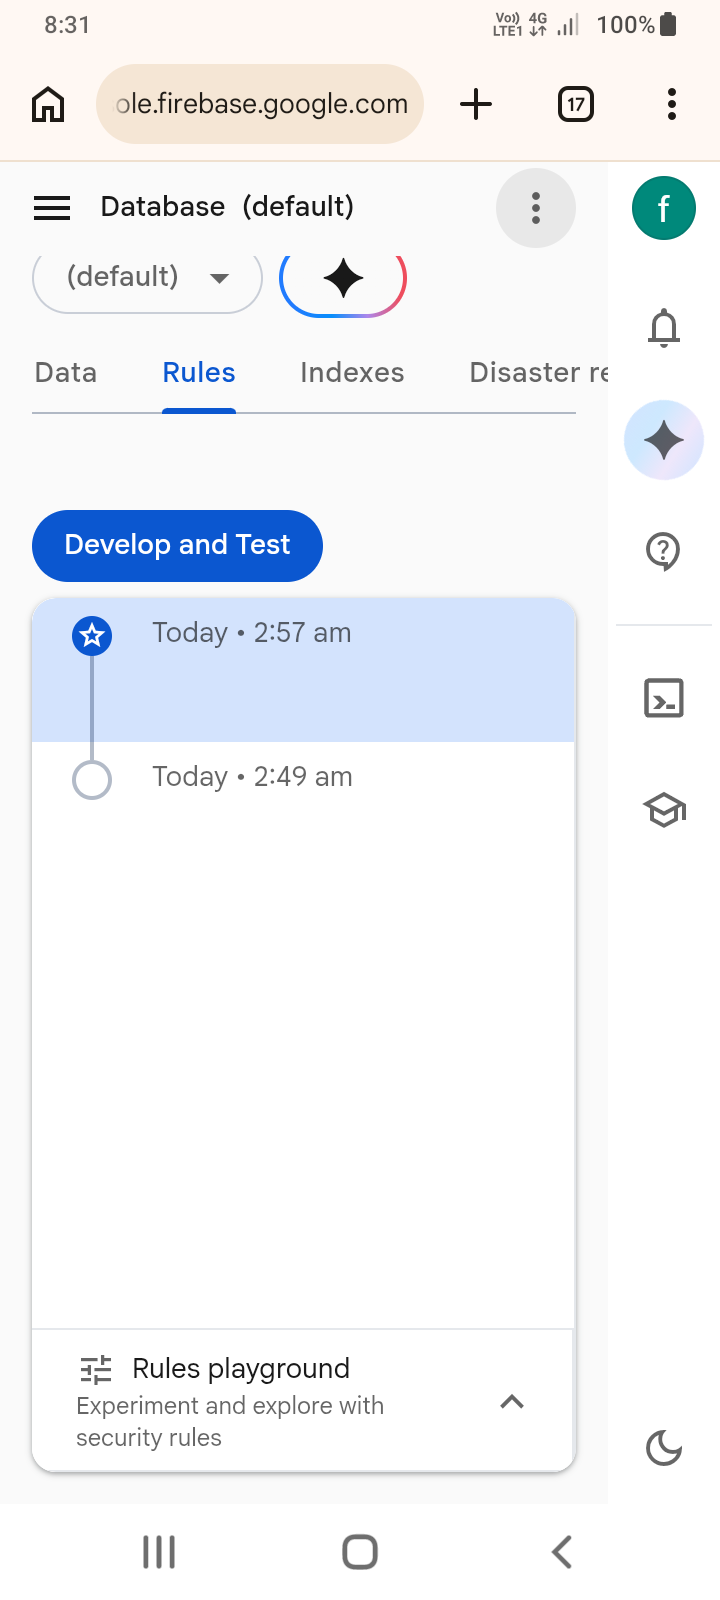 8:31
Vo)) LTE1 4G 100%
ole.firebase.google.com
17
Database (default)
f
(default)
Data Rules Indexes Disaster re
Develop and Test
Today • 2:57 am
Today • 2:49 am
Rules playground
Experiment and explore with
security rules